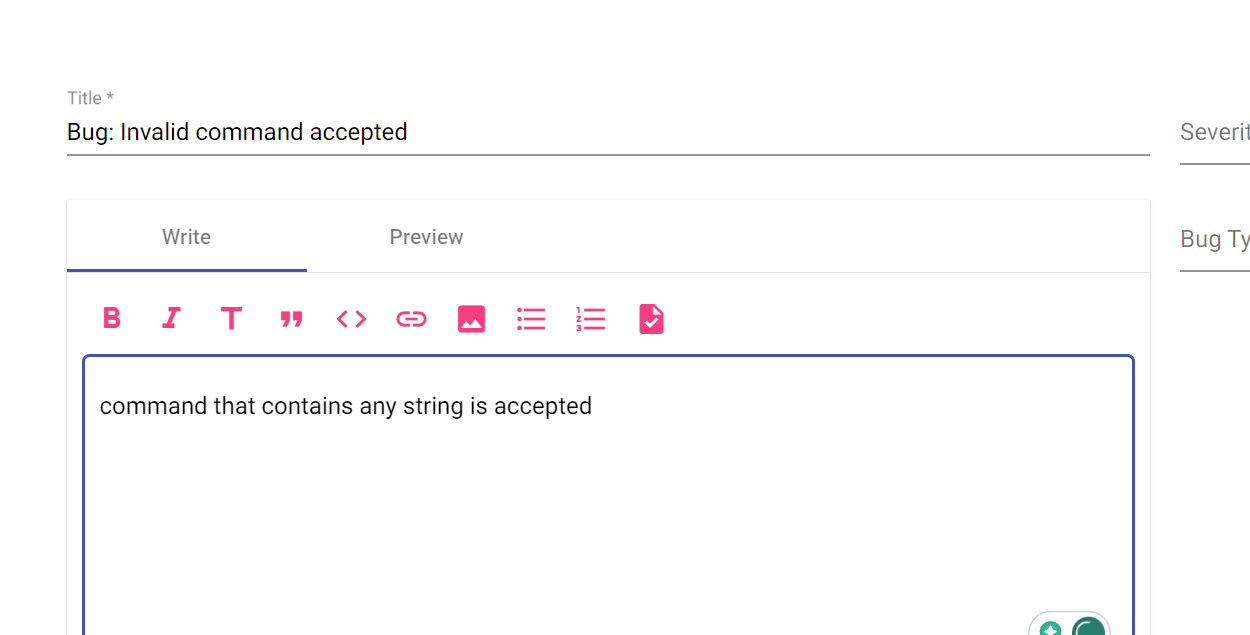 Title *
Bug: Invalid command accepted
Severit
Write
Preview
Bug Ty
command that contains any string is accepted